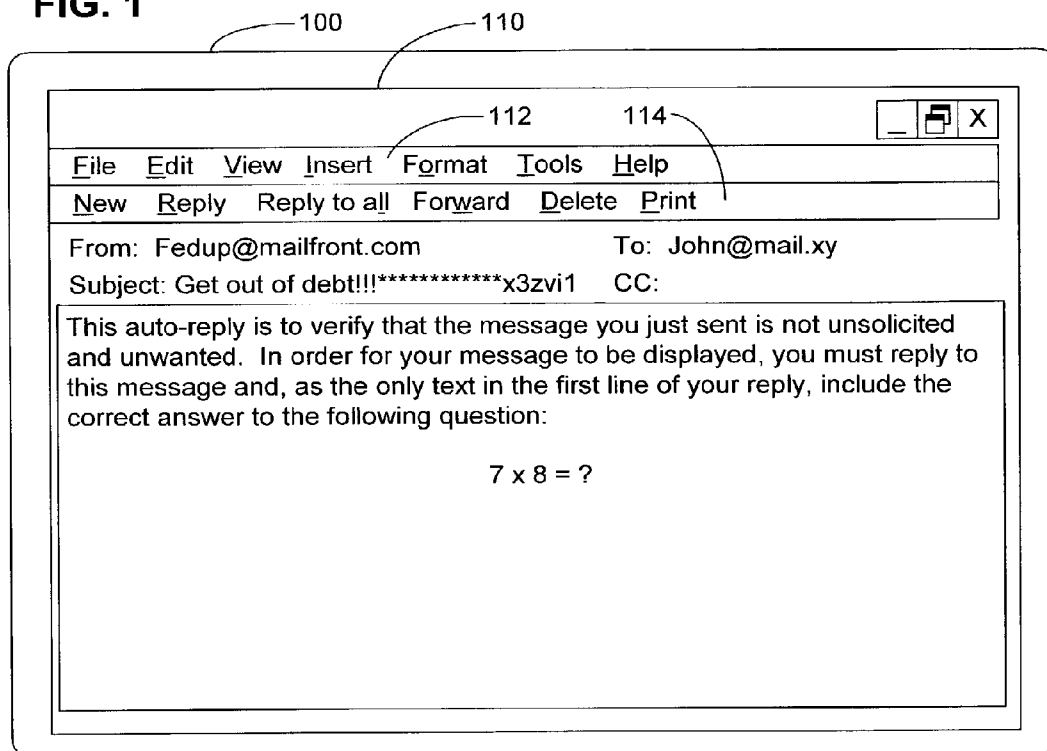 FIG. 1
100
110
112
114
_ X
File Edit View Insert Format Tools Help
New Reply Reply to all Forward Delete Print
From: Fedup@mailfront.com To: John@mail.xy
Subject: Get out of debt!!!************x3zvi1 CC:
This auto-reply is to verify that the message you just sent is not unsolicited
and unwanted. In order for your message to be displayed, you must reply to
this message and, as the only text in the first line of your reply, include the
correct answer to the following question:
7 x 8 = ?